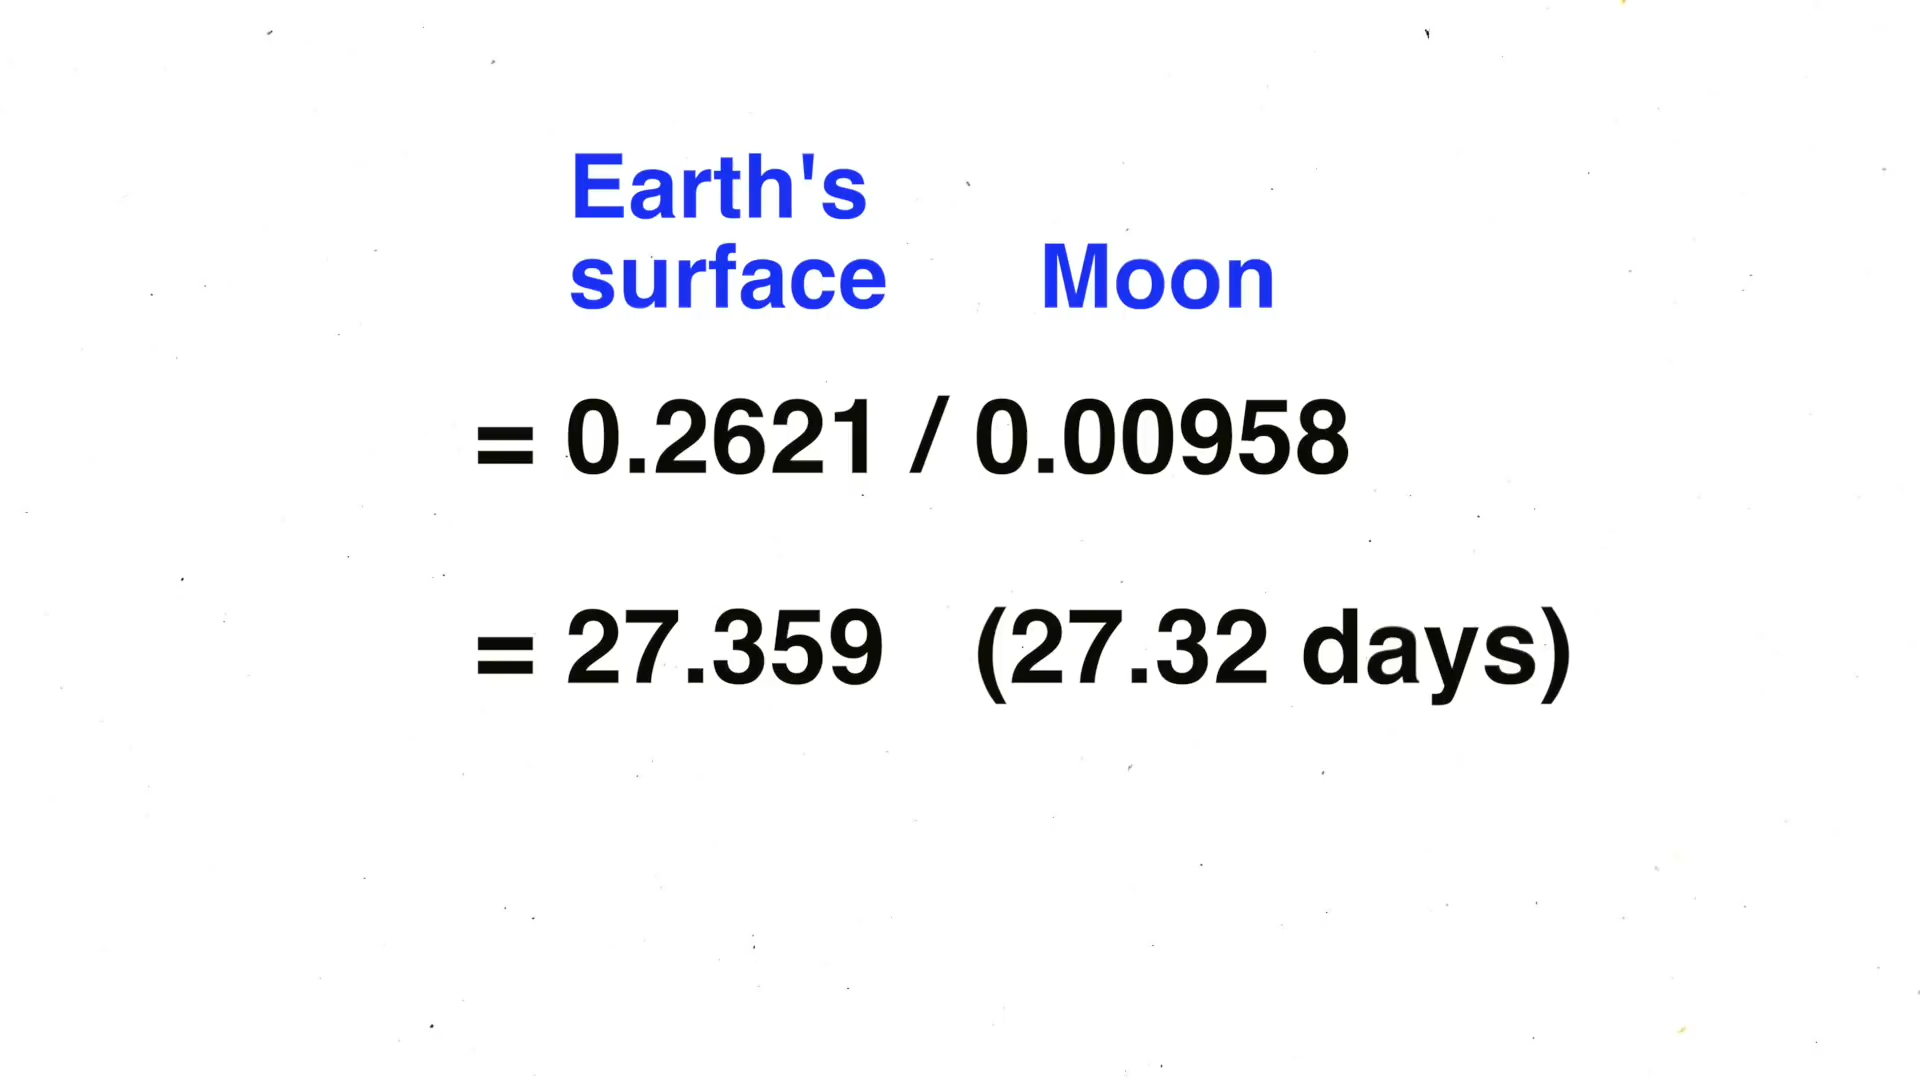 Earth's
surface Moon
= 0.2621 / 0.00958
= 27.359 (27.32 days)